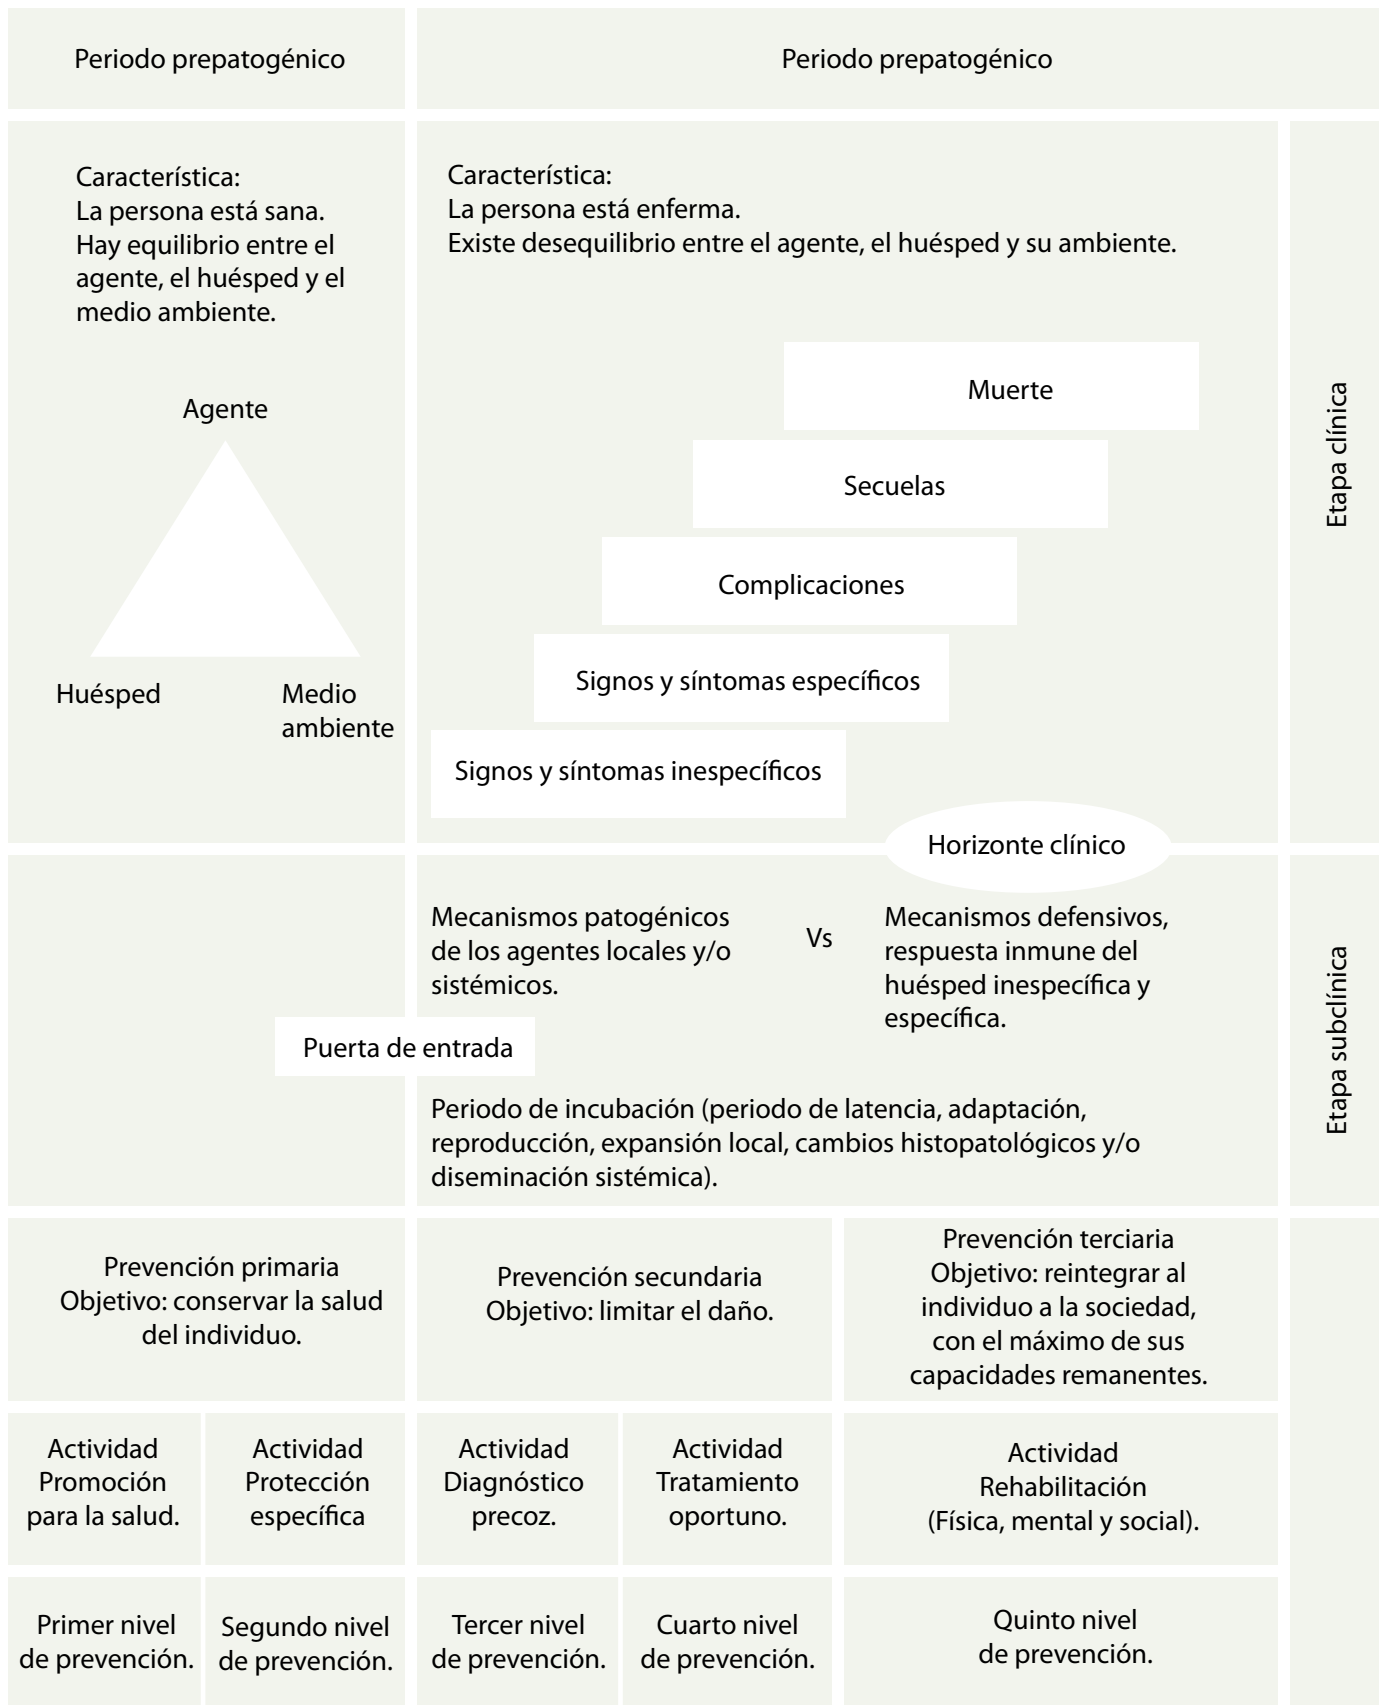 Periodo prepatogénico
Periodo prepatogénico
Característica:
La persona está sana.
Hay equilibrio entre el
agente, el huésped y el
medio ambiente.
Agente
Huésped
Medio
ambiente
Característica:
La persona está enferma.
Existe desequilibrio entre el agente, el huésped y su ambiente.
Muerte
Secuelas
Complicaciones
Signos y síntomas específicos
Signos y síntomas inespecíficos
Etapa clínica
Horizonte clínico
Mecanismos patogénicos
de los agentes locales y/o
sistémicos.
Vs
Mecanismos defensivos,
respuesta inmune del
huésped inespecífica y
específica.
Puerta de entrada
Periodo de incubación (periodo de latencia, adaptación,
reproducción, expansión local, cambios histopatológicos y/o
diseminación sistémica).
Etapa subclínica
Prevención primaria
Objetivo: conservar la salud
del individuo.
Prevención secundaria
Objetivo: limitar el daño.
Prevención terciaria
Objetivo: reintegrar al
individuo a la sociedad,
con el máximo de sus
capacidades remanentes.
Actividad
Promoción
para la salud.
Actividad
Protección
específica
Actividad
Diagnóstico
precoz.
Actividad
Tratamiento
oportuno.
Actividad
Rehabilitación
(Física, mental y social).
Primer nivel
de prevención.
Segundo nivel
de prevención.
Tercer nivel
de prevención.
Cuarto nivel
de prevención.
Quinto nivel
de prevención.